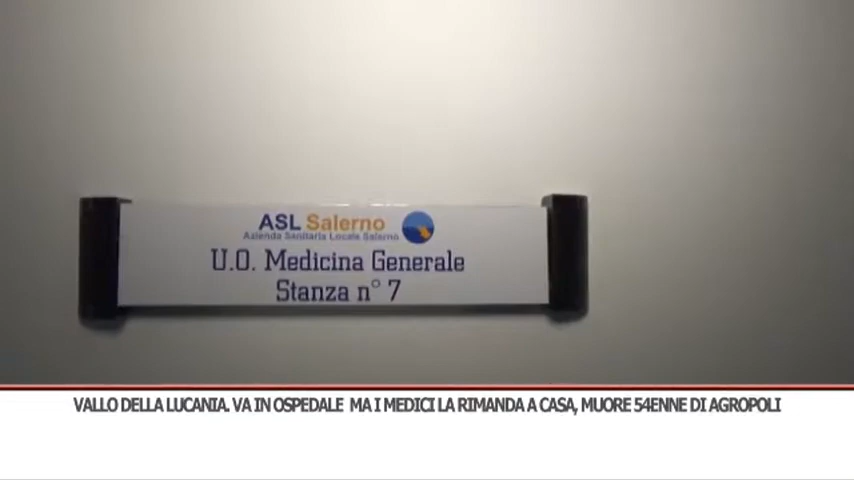 ASL Salerno
Azienda Sanitaria Locale Salerno
U.O. Medicina Generale
Stanza n° 7
VALLO DELLA LUCANIA. VA IN OSPEDALE MA I MEDICI LA RIMANDA A CASA, MUORE 54ENNE DI AGROPOLI